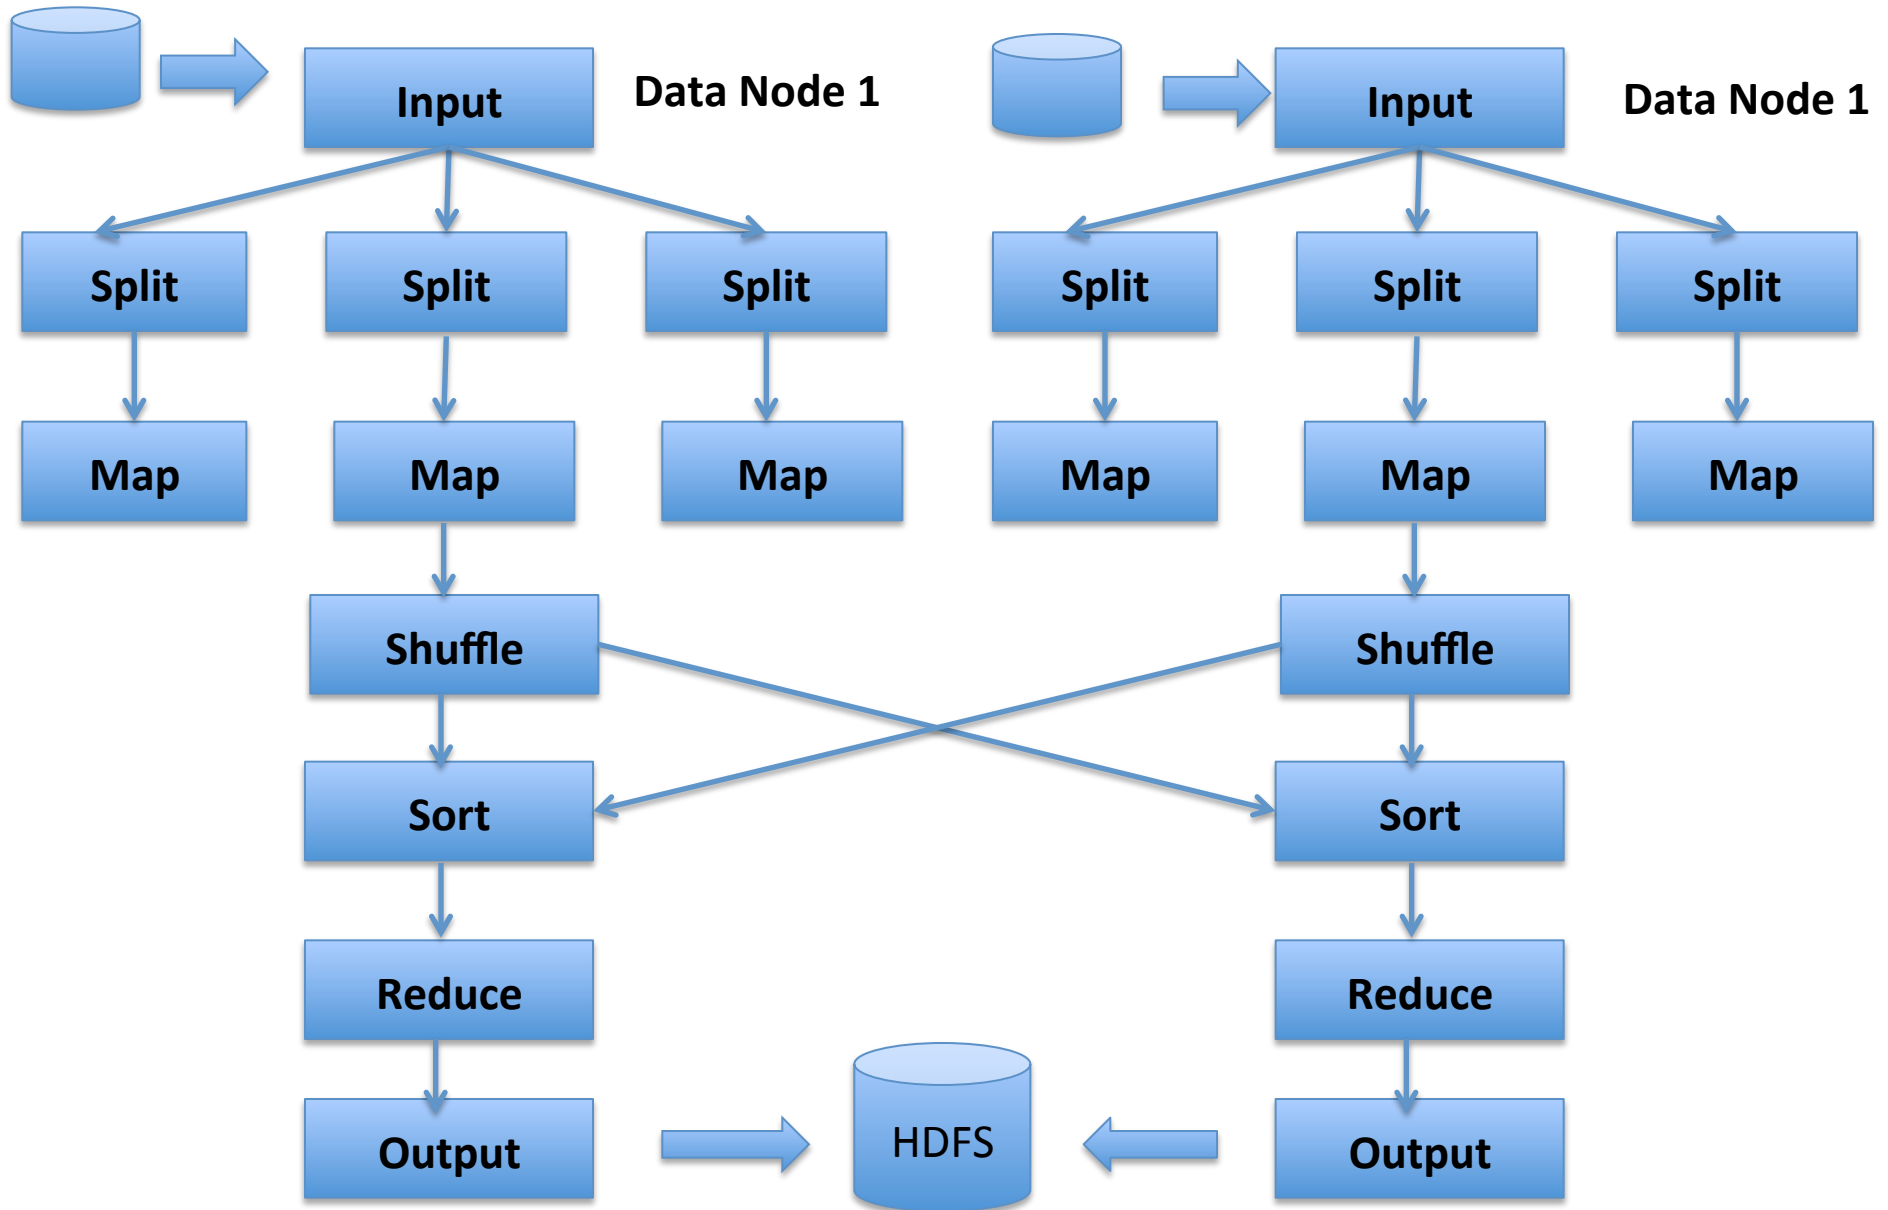 Input
Data Node 1
Input
Data Node 1
Split
Split
Split
Split
Split
Split
Map
Map
Map
Map
Map
Map
Shuffle
Shuffle
Sort
Sort
Reduce
Reduce
Output
HDFS
Output